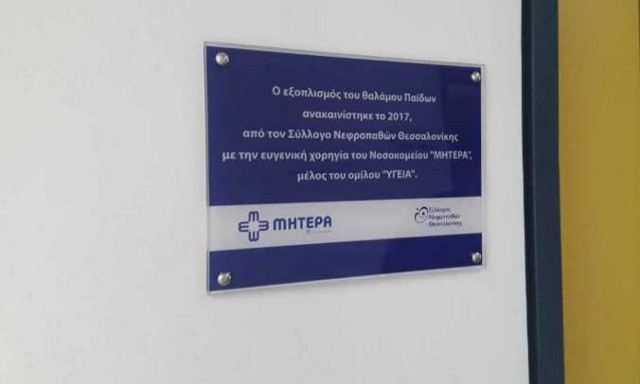 Ο εξοπλισμός του θαλάμου Παίδων
ανακαινίστηκε το 2017,
από τον Σύλλογο Νεφροπαθών Θεσσαλονίκης
με την ευγενική χορηγία του Νοσοκομείου "ΜΗΤΕΡΑ",
μέλος του ομίλου "ΥΓΕΙΑ".
ΜΗΤΕΡΑ
Σύλλογος
Νεφροπαθών
Θεσσαλονίκης